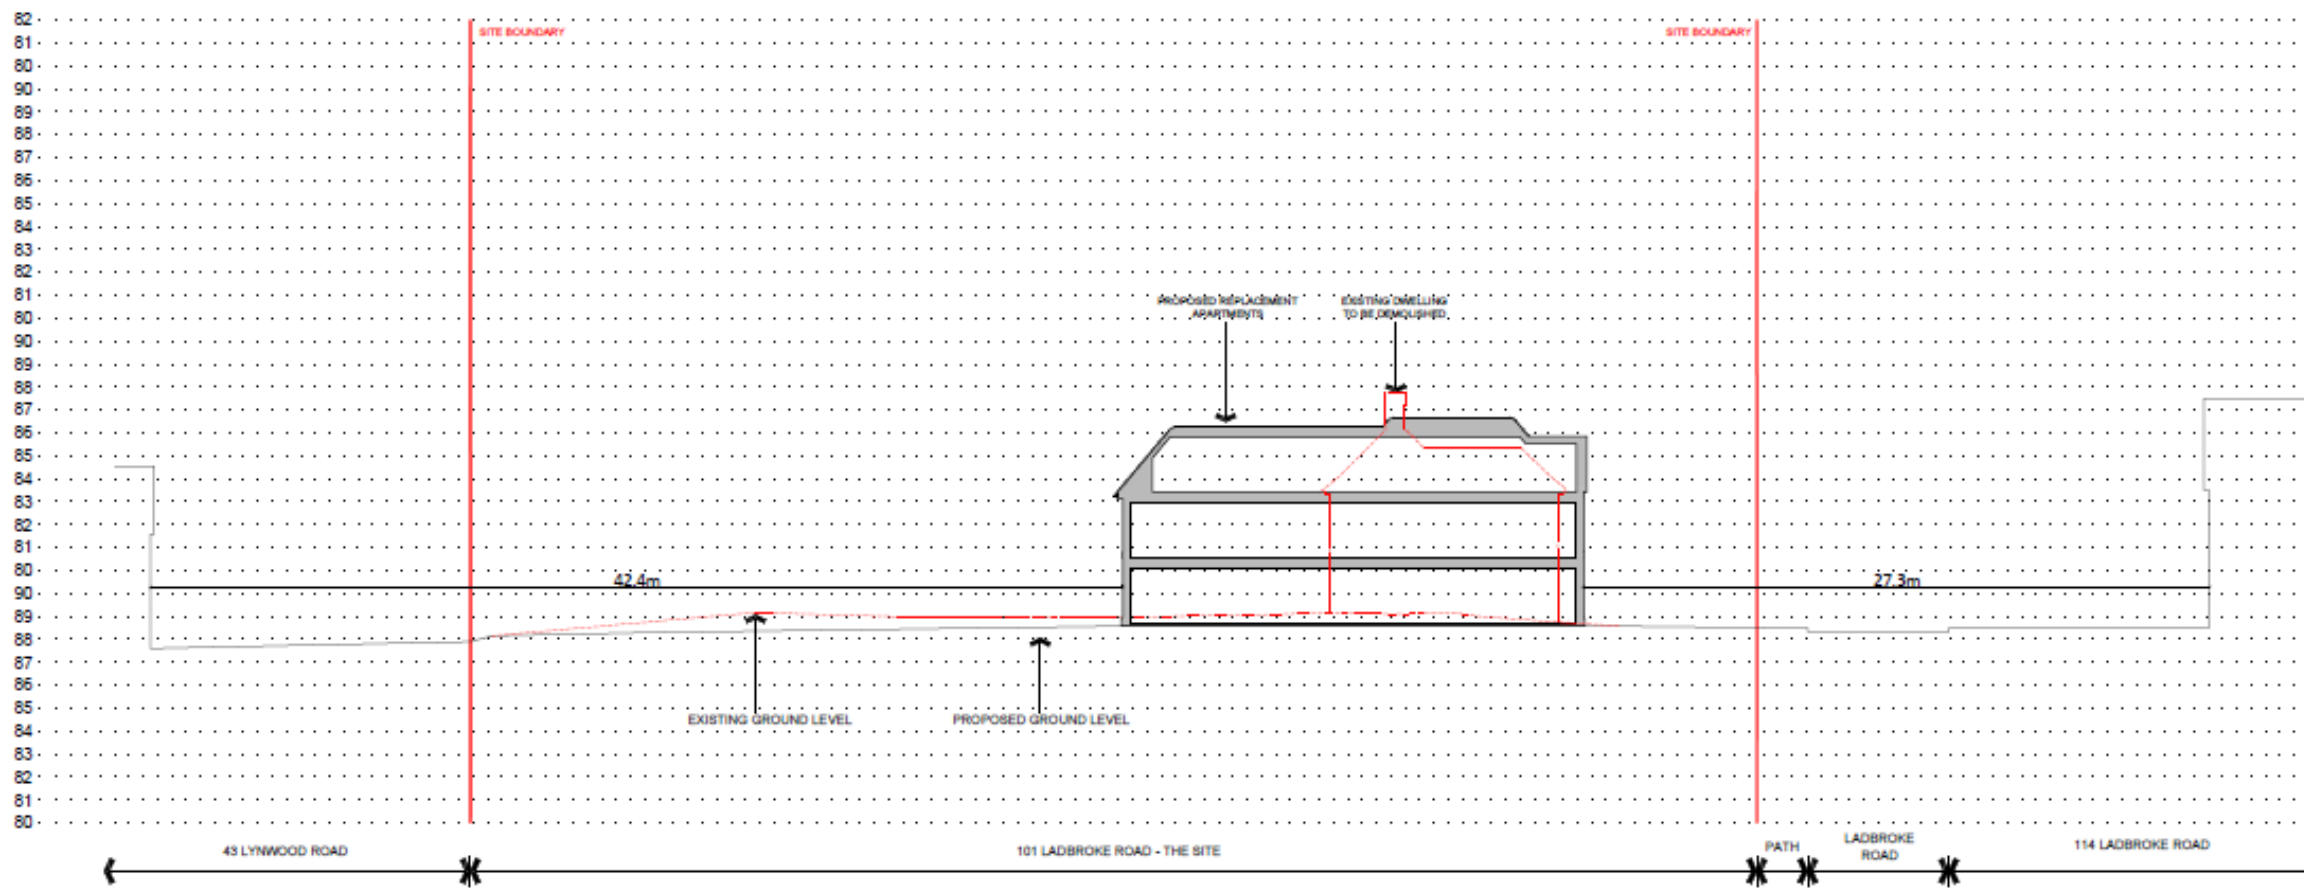 82
81
80
90
89
88
87
86
85
84
83
82
81
80
90
89
88
87
86
85
84
83
82
81
80
90
89
88
87
86
85
84
83
82
81
80
SITE BOUNDARY
SITE BOUNDARY
PROPOSED REPLACEMENT
APARTMENTS
EXISTING DWELLING
TO BE DEMOLISHED
42.4m
27.3m
EXISTING GROUND LEVEL
PROPOSED GROUND LEVEL
43 LYNWOOD ROAD
101 LADBROKE ROAD - THE SITE
PATH
LADBROKE
ROAD
114 LADBROKE ROAD